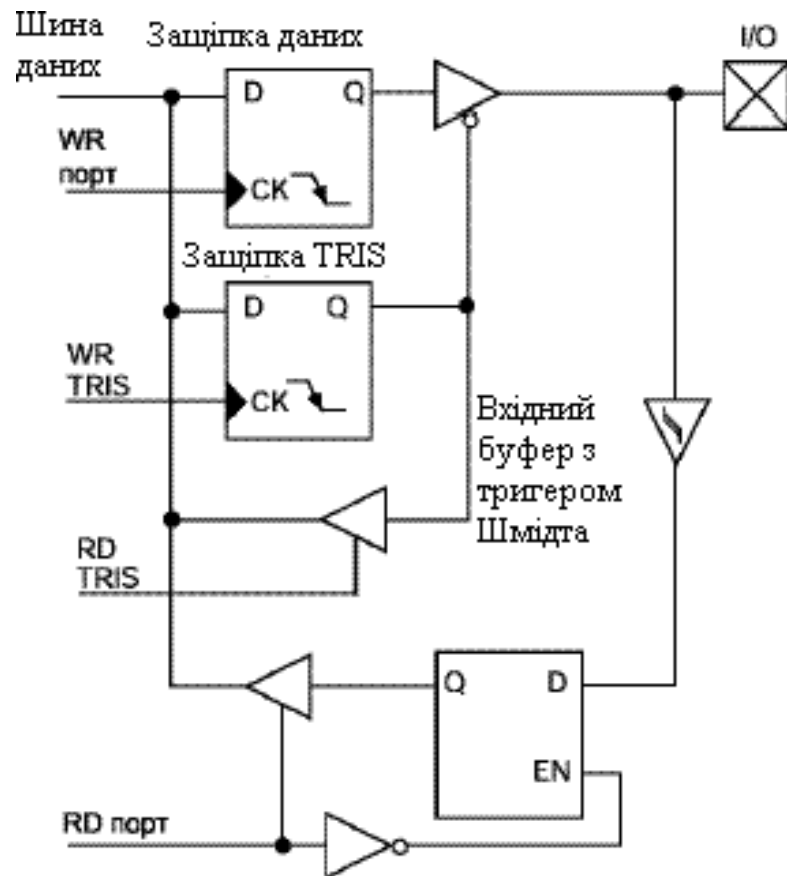 Шина
даних
Защіпка даних
I/O
D
Q
WR
порт
CK
Защіпка TRIS
D
Q
WR
TRIS
CK
Вхідний
буфер з
тригером
Шмідта
RD
TRIS
Q
D
EN
RD порт